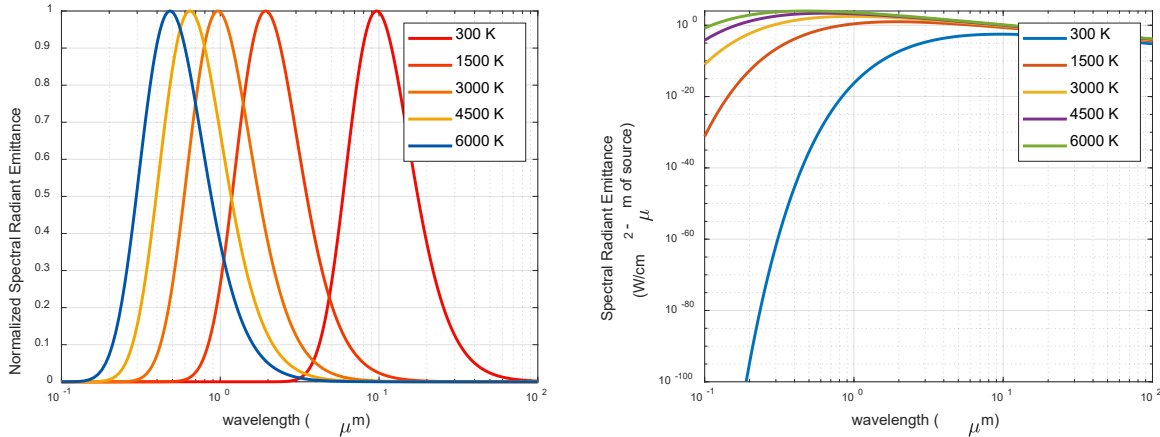 Normalized Spectral Radiant Emittance
1
0.9
0.8
0.7
0.6
0.5
0.4
0.3
0.2
0.1
0
10 -1
10 0
10 1
10 2
wavelength ( μm)
300 K
1500 K
3000 K
4500 K
6000 K
Spectral Radiant Emittance
(W/cm 2 - μ m of source)
10 0
10 -20
10 -40
10 -60
10 -80
10 -100
10 -1
10 0
10 1
10 2
wavelength ( μm)
300 K
1500 K
3000 K
4500 K
6000 K